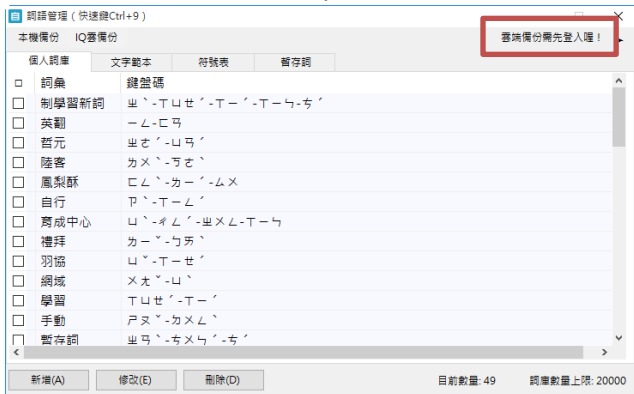 自 詞語管理（快速鍵Ctrl+9）
本機備份 IQ雲備份 雲端備份需先登入喔！
個人詞庫 文字範本 符號表 暫存詞
詞彙 鍵盤碼
制學習新詞 ㄓˋ-ㄒㄩㄝˊ-ㄒㄧˊ-ㄒㄧㄣ-ㄘˊ
英翻 ㄧㄥ-ㄈㄢ
哲元 ㄓㄜˊ-ㄩㄢˊ
陸客 ㄌㄨˋ-ㄎㄜˋ
鳳梨酥 ㄈㄥˋ-ㄌㄧˊ-ㄙㄨ
自行 ㄗˋ-ㄒㄧㄥˊ
育成中心 ㄩˋ-ㄔㄥˊ-ㄓㄨㄥ-ㄒㄧㄣ
禮拜 ㄌㄧˇ-ㄅㄞˋ
羽協 ㄩˇ-ㄒㄧㄝˊ
網域 ㄨㄤˇ-ㄩˋ
學習 ㄒㄩㄝˊ-ㄒㄧˊ
手動 ㄕㄡˇ-ㄉㄨㄥˋ
暫存詞 ㄓㄢˋ-ㄘㄨㄣˊ-ㄘˊ
新增(A) 修改(E) 刪除(D) 目前數量: 49 詞庫數量上限: 20000